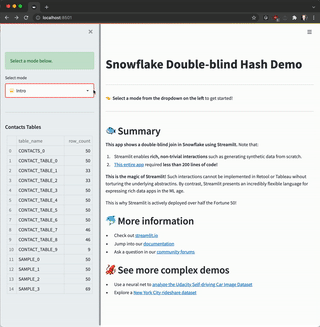 localhost:8501
Select a mode below.
Select mode
Intro
Contacts Tables
table_name row_count
0 CONTACTS_0 50
1 CONTACT_TABLE_0 50
2 CONTACT_TABLE_1 33
3 CONTACT_TABLE_2 33
4 CONTACT_TABLE_3 50
5 CONTACT_TABLE_4 50
6 CONTACT_TABLE_5 50
7 CONTACT_TABLE_6 50
8 CONTACT_TABLE_7 46
9 CONTACT_TABLE_8 46
10 CONTACT_TABLE_9 9
11 SAMPLE_0 50
12 SAMPLE_1 50
13 SAMPLE_2 50
14 SAMPLE_3 69
Snowflake Double-blind Hash Demo
Select a mode from the dropdown on the left to get started!
Summary
This app shows a double-blind join in Snowflake using Streamlit. Note that:
1. Streamlit enables rich, non-trivial interactions such as generating synthetic data from scratch.
2. This entire app required less than 200 lines of code!
This is the magic of Streamlit! Such interactions cannot be implemented in Retool or Tableau without
torturing the underlying abstractions. By contrast, Streamlit presents an incredibly flexible language for
expressing rich data apps in the ML age.
This is why Streamlit is actively deployed over half the Fortune 50!
More information
• Check out streamlit.io
• Jump into our documentation
• Ask a question in our community forums
See more complex demos
• Use a neural net to analyze the Udacity Self-driving Car Image Dataset
• Explore a New York City rideshare dataset